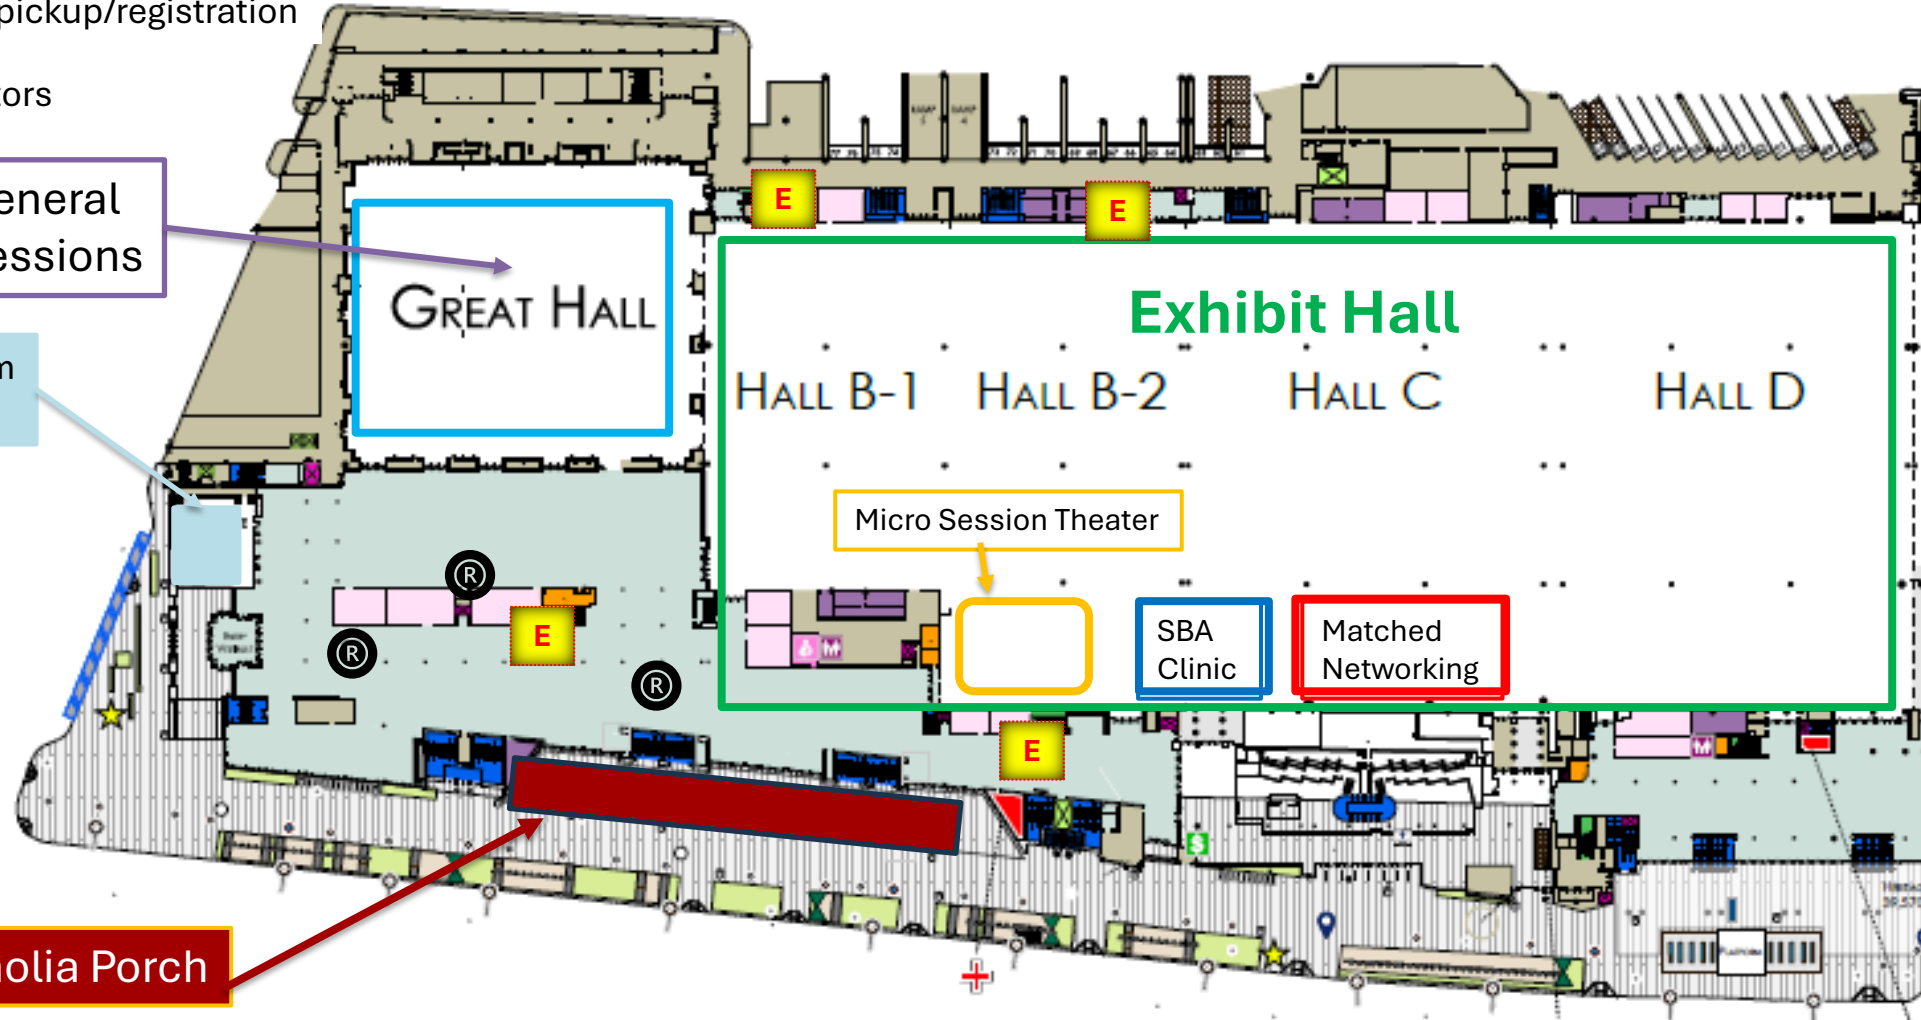 pickup/registration
tors
eneral
essions
m
GREAT HALL
E
E
Exhibit Hall
HALL B-1
HALL B-2
HALL C
HALL D
Micro Session Theater
®
®
®
E
SBA
Clinic
Matched
Networking
E
$
olia Porch